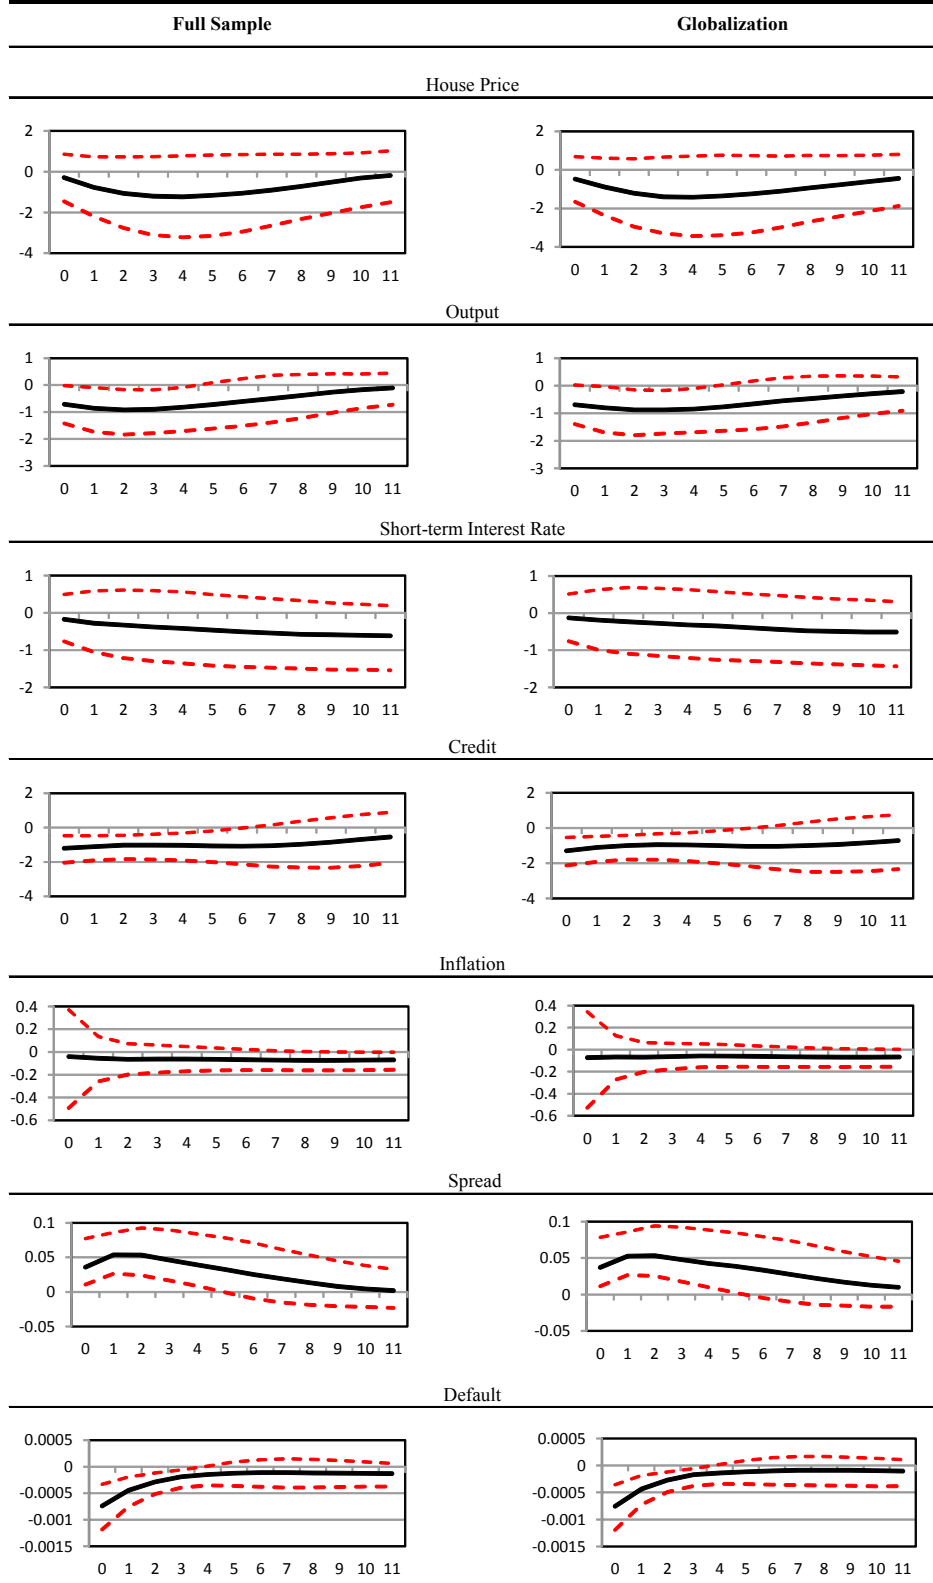 Full Sample Globalization
House Price
2 2
0 0
-2 -2
-4 -4
0 1 2 3 4 5 6 7 8 9 10 11 0 1 2 3 4 5 6 7 8 9 10 11
Output
1 1
0 0
-1 -1
-2 -2
-3 -3
0 1 2 3 4 5 6 7 8 9 10 11 0 1 2 3 4 5 6 7 8 9 10 11
Short-term Interest Rate
1 1
0 0
-1 -1
-2 -2
0 1 2 3 4 5 6 7 8 9 10 11 0 1 2 3 4 5 6 7 8 9 10 11
Credit
2 2
0 0
-2 -2
-4 -4
0 1 2 3 4 5 6 7 8 9 10 11 0 1 2 3 4 5 6 7 8 9 10 11
Inflation
0.4 0.4
0.2 0.2
0 0
-0.2 -0.2
-0.4 -0.4
-0.6 -0.6
0 1 2 3 4 5 6 7 8 9 10 11 0 1 2 3 4 5 6 7 8 9 10 11
Spread
0.1 0.1
0.05 0.05
0 0
-0.05 -0.05
0 1 2 3 4 5 6 7 8 9 10 11 0 1 2 3 4 5 6 7 8 9 10 11
Default
0.0005 0.0005
0 0
-0.0005 -0.0005
-0.001 -0.001
-0.0015 -0.0015
0 1 2 3 4 5 6 7 8 9 10 11 0 1 2 3 4 5 6 7 8 9 10 11